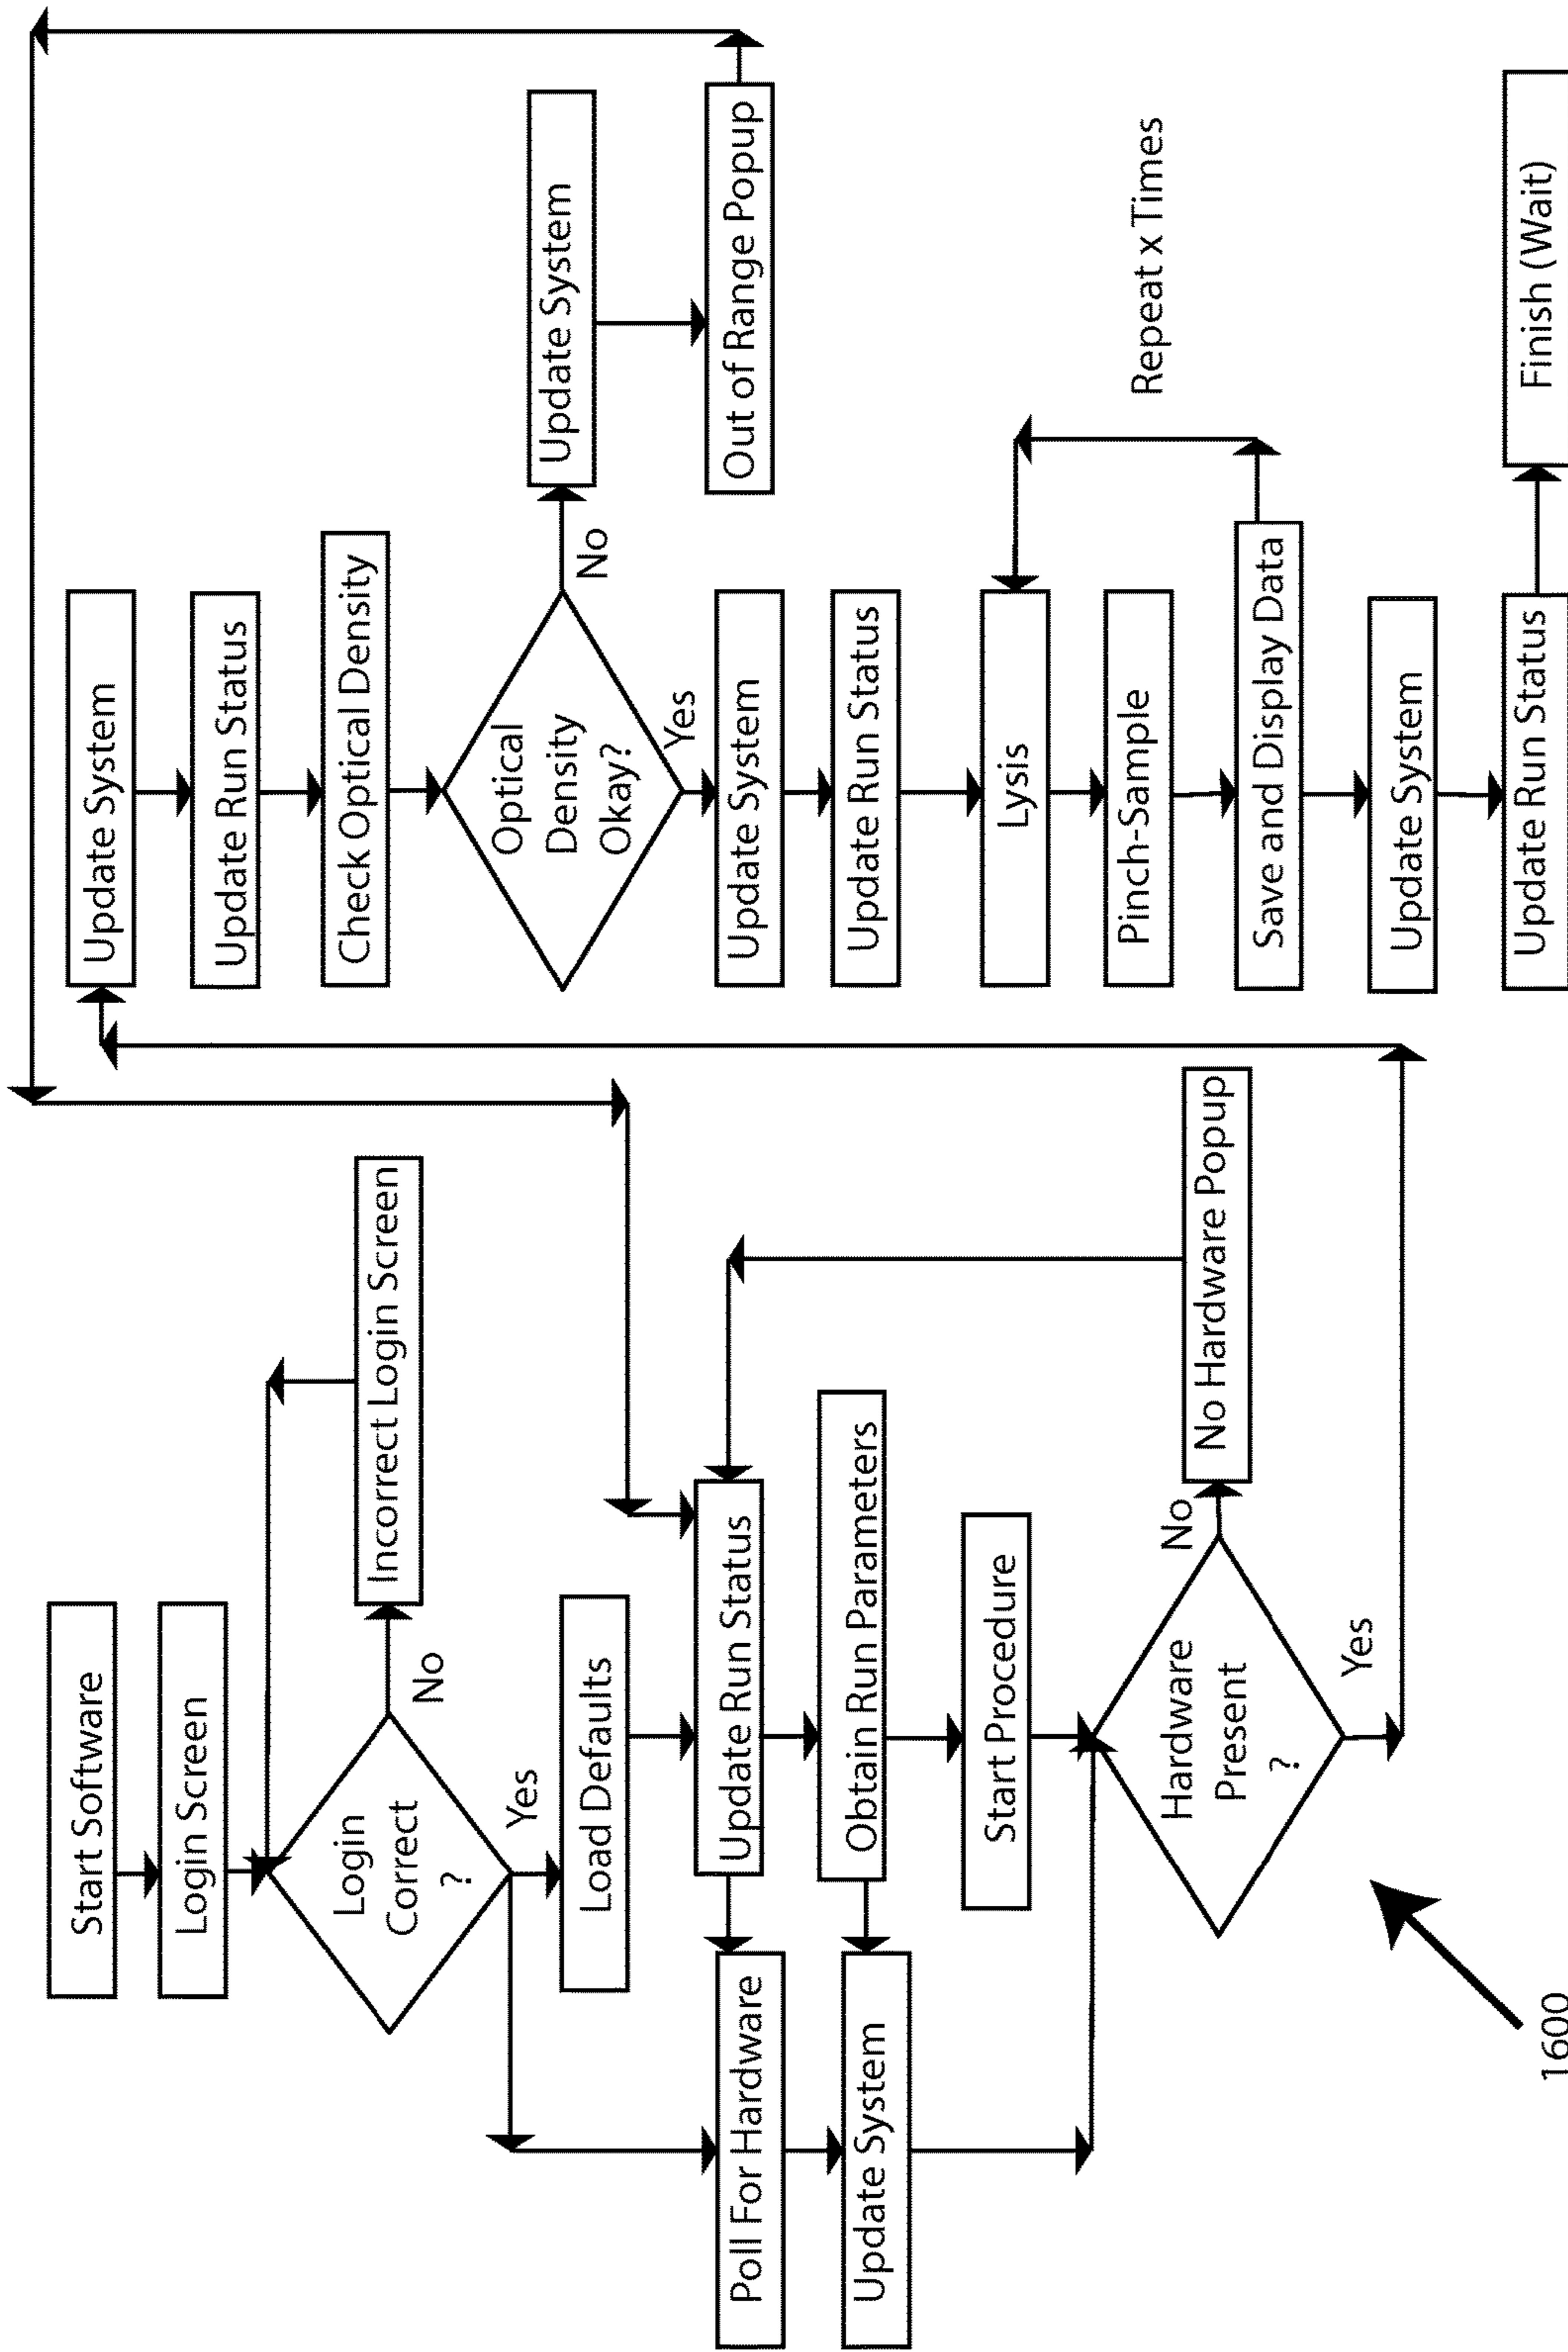 Start Software
Login Screen
Login
Correct
?
No
Incorrect Login Screen
Yes
Load Defaults
Update Run Status
Poll For Hardware
Obtain Run Parameters
Update System
Start Procedure
Hardware
Present
?
No
No Hardware Popup
Yes
1600
Update System
Update Run Status
Check Optical Density
Optical
Density
Okay?
No
Update System
Out of Range Popup
Yes
Update System
Update Run Status
Lysis
Pinch-Sample
Repeat x Times
Save and Display Data
Update System
Update Run Status
Finish (Wait)